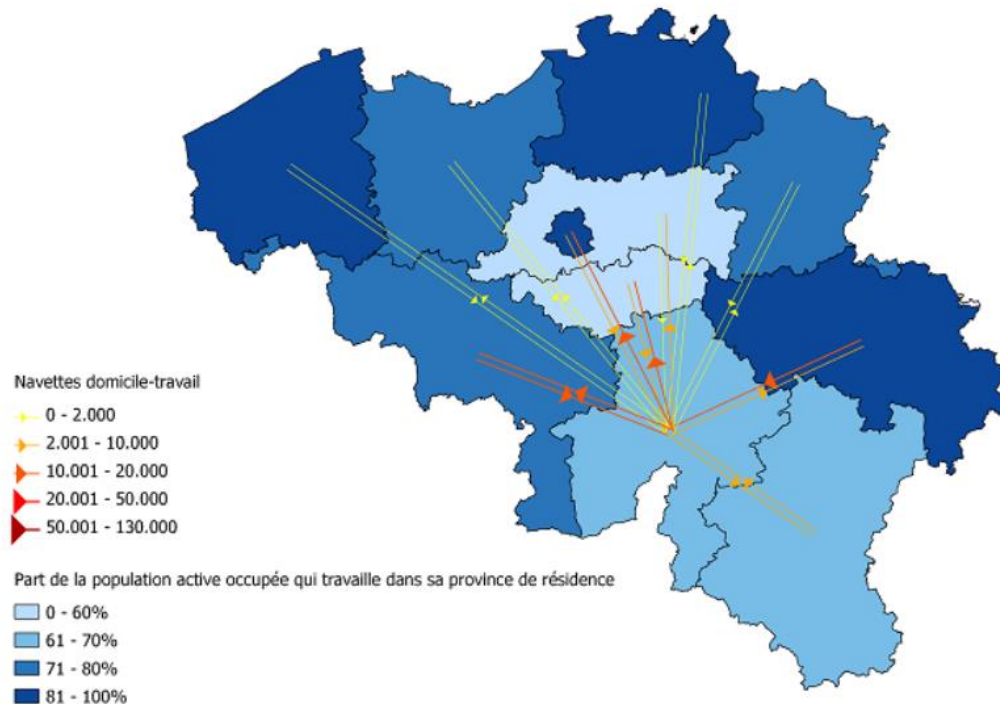 Navettes domicile-travail
0 - 2.000
2.001 - 10.000
10.001 - 20.000
20.001 - 50.000
50.001 - 130.000
Part de la population active occupée qui travaille dans sa province de résidence
0 - 60%
61 - 70%
71 - 80%
81 - 100%